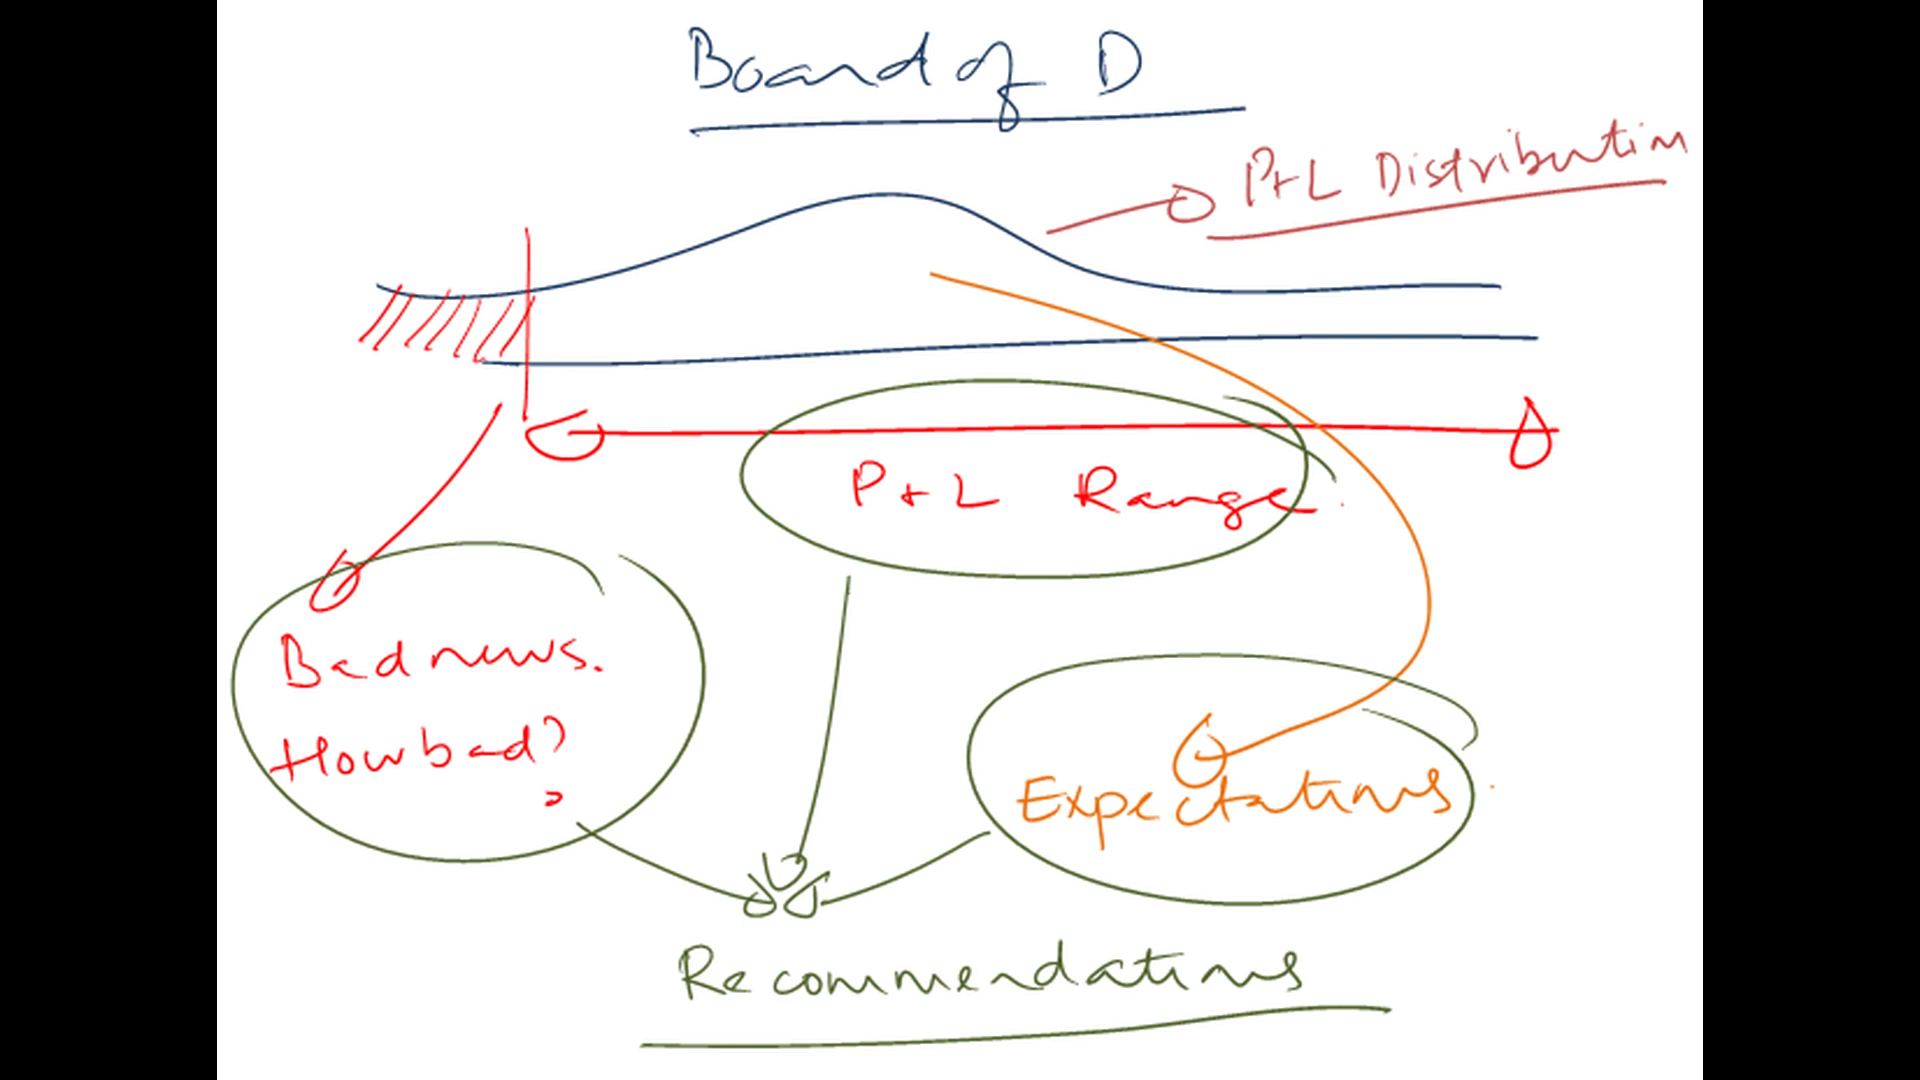 Board of D
P+L Distribution
P+L Range.
Bad news.
How bad?
Expectations.
Recommendations